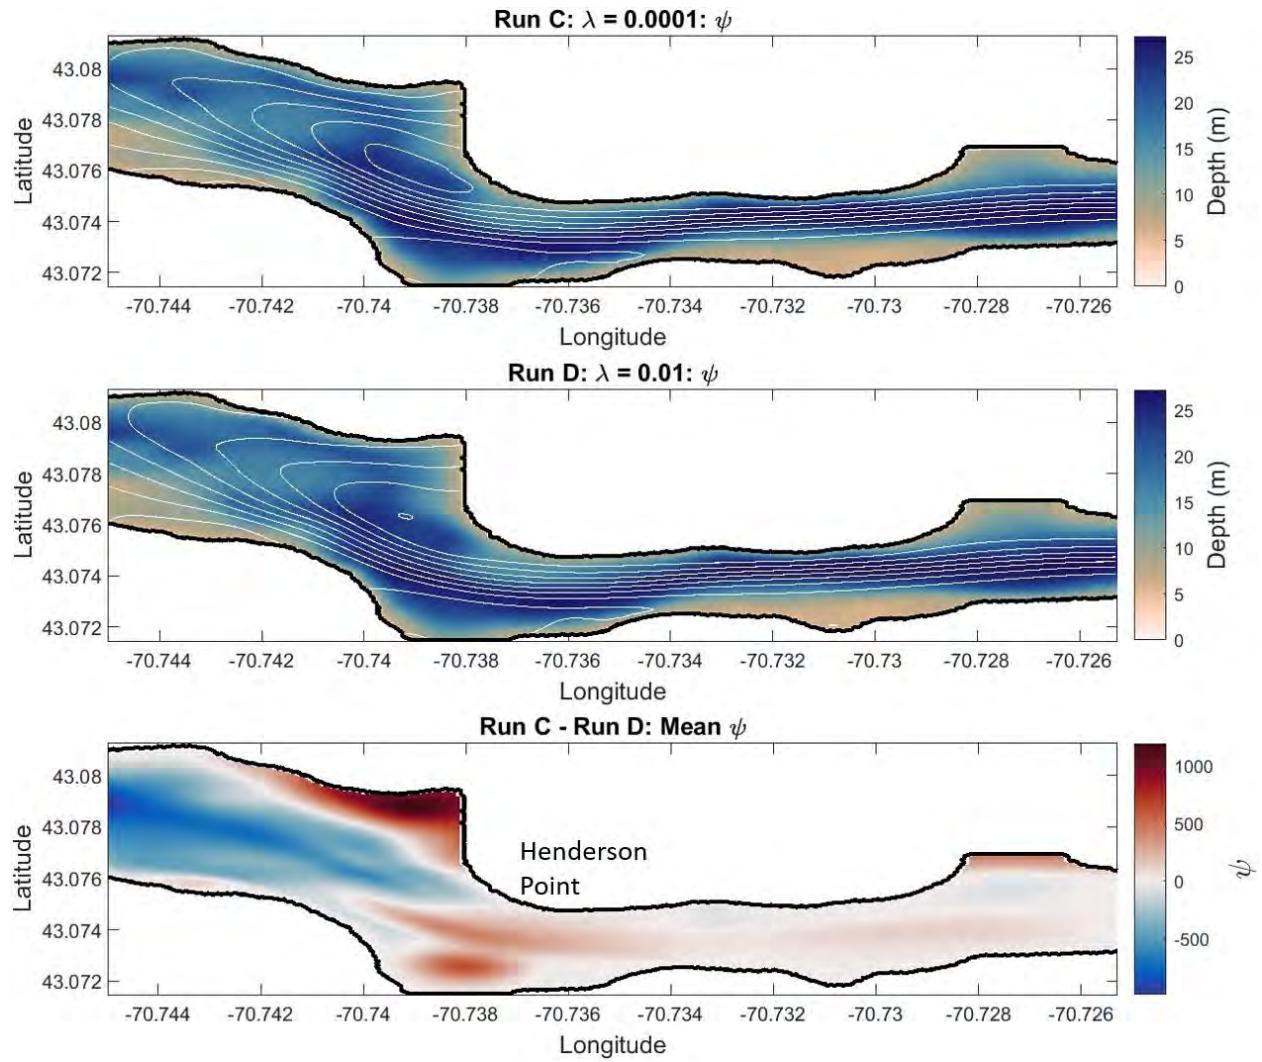 Run C: λ = 0.0001: ψ
Latitude
43.08
43.078
43.076
43.074
43.072
-70.744 -70.742 -70.74 -70.738 -70.736 -70.734 -70.732 -70.73 -70.728 -70.726
Longitude
25
20
15
10
5
0
Depth (m)
Run D: λ = 0.01: ψ
Latitude
43.08
43.078
43.076
43.074
43.072
-70.744 -70.742 -70.74 -70.738 -70.736 -70.734 -70.732 -70.73 -70.728 -70.726
Longitude
25
20
15
10
5
0
Depth (m)
Run C - Run D: Mean ψ
Latitude
43.08
43.078
43.076
43.074
43.072
Henderson
Point
-70.744 -70.742 -70.74 -70.738 -70.736 -70.734 -70.732 -70.73 -70.728 -70.726
Longitude
1000
500
0
-500
ψ